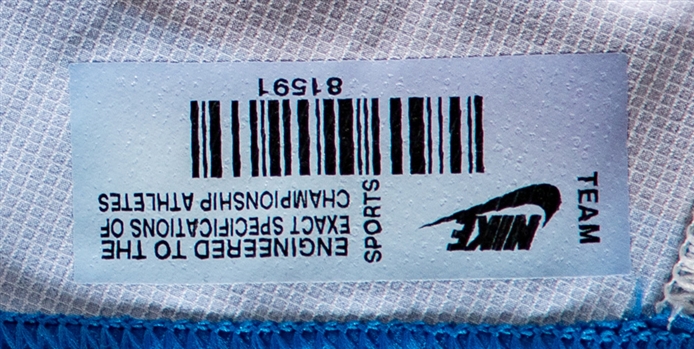 TEAM
NIKE
SPORTS
ENGINEERED TO THE
EXACT SPECIFICATIONS OF
CHAMPIONSHIP ATHLETES
81591